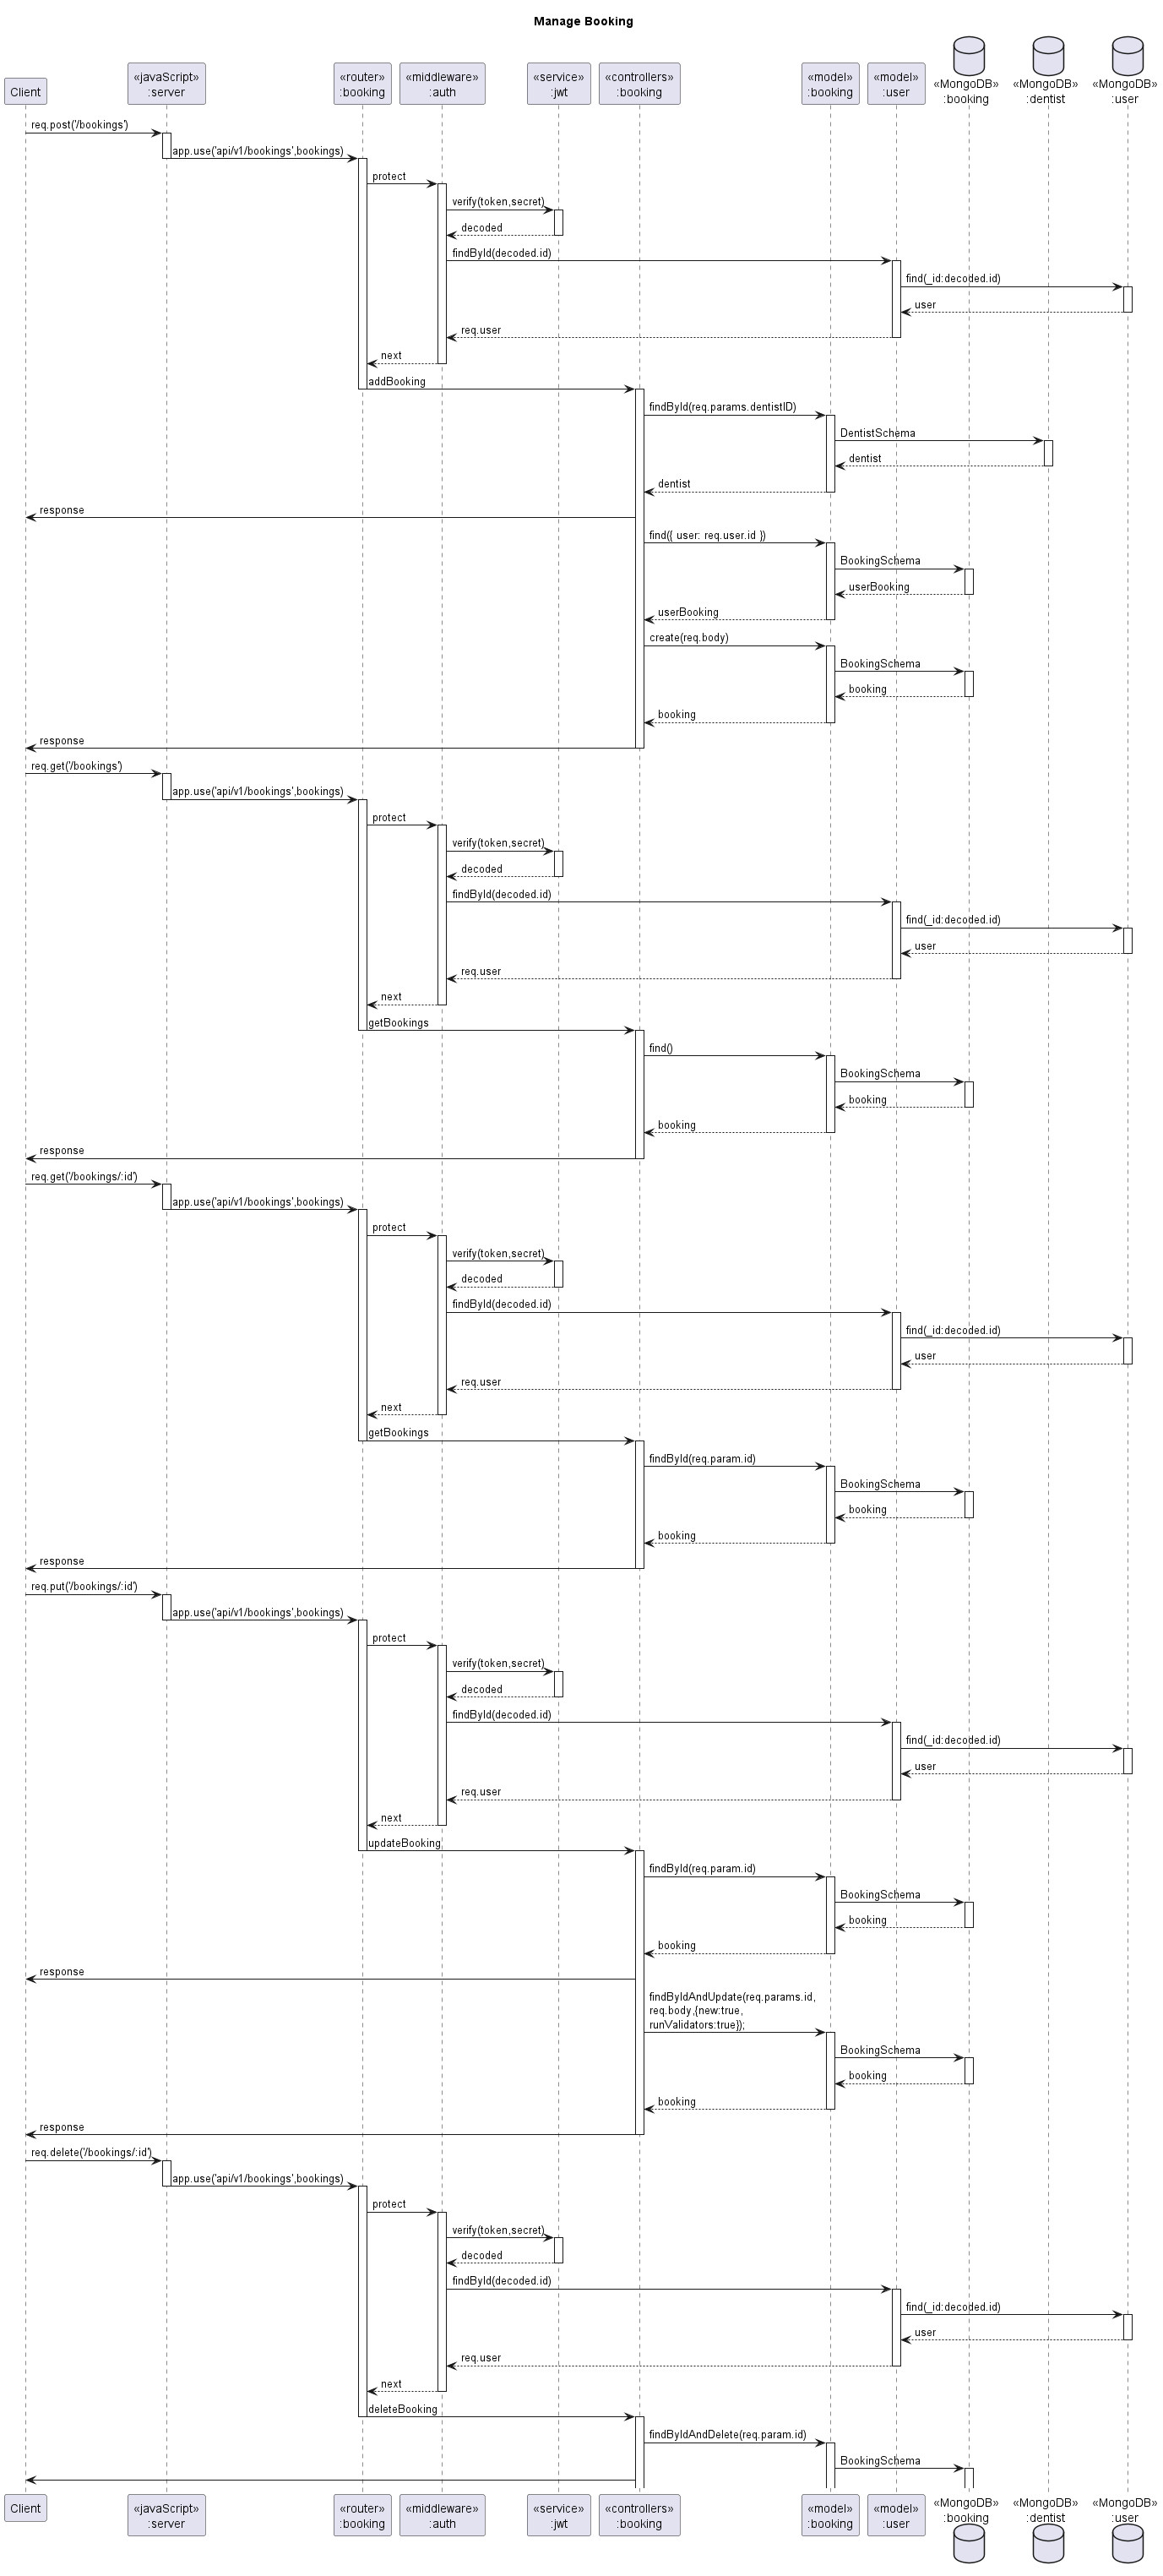 Manage Booking
Client
«javaScript»
:server
«router»
:booking
«middleware»
:auth
«service»
:jwt
«controllers»
:booking
«model»
:booking
«model»
:user
«MongoDB»
:booking
«MongoDB»
:dentist
«MongoDB»
:user
req.post('/bookings')
app.use('api/v1/bookings',bookings)
protect
verify(token,secret)
decoded
findById(decoded.id)
find(_id:decoded.id)
user
req.user
next
addBooking
findById(req.params.dentistID)
DentistSchema
dentist
dentist
response
find({ user: req.user.id })
BookingSchema
userBooking
userBooking
create(req.body)
BookingSchema
booking
booking
response
req.get('/bookings')
app.use('api/v1/bookings',bookings)
protect
verify(token,secret)
decoded
findById(decoded.id)
find(_id:decoded.id)
user
req.user
next
getBookings
find()
BookingSchema
booking
booking
response
req.get('/bookings/:id')
app.use('api/v1/bookings',bookings)
protect
verify(token,secret)
decoded
findById(decoded.id)
find(_id:decoded.id)
user
req.user
next
getBookings
findById(req.param.id)
BookingSchema
booking
booking
response
req.put('/bookings/:id')
app.use('api/v1/bookings',bookings)
protect
verify(token,secret)
decoded
findById(decoded.id)
find(_id:decoded.id)
user
req.user
next
updateBooking
findById(req.param.id)
BookingSchema
booking
booking
response
findByIdAndUpdate(req.params.id,
req.body,{new:true,
runValidators:true});
BookingSchema
booking
booking
response
req.delete('/bookings/:id')
app.use('api/v1/bookings',bookings)
protect
verify(token,secret)
decoded
findById(decoded.id)
find(_id:decoded.id)
user
req.user
next
deleteBooking
findByIdAndDelete(req.param.id)
BookingSchema
Client
«javaScript»
:server
«router»
:booking
«middleware»
:auth
«service»
:jwt
«controllers»
:booking
«model»
:booking
«model»
:user
«MongoDB»
:booking
«MongoDB»
:dentist
«MongoDB»
:user